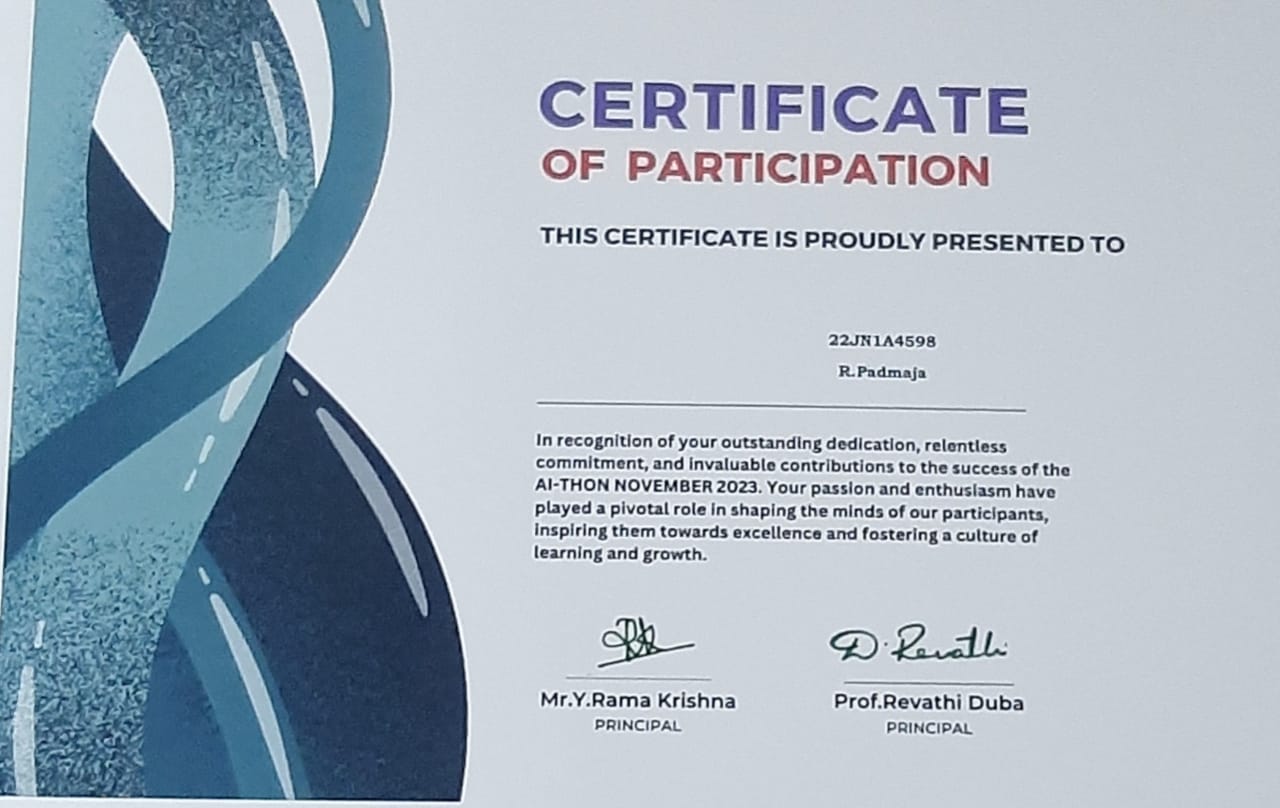 CERTIFICATE
OF PARTICIPATION
THIS CERTIFICATE IS PROUDLY PRESENTED TO
22JN1A4598
R.Padmaja
In recognition of your outstanding dedication, relentless
commitment, and invaluable contributions to the success of the
AI-THON NOVEMBER 2023. Your passion and enthusiasm have
played a pivotal role in shaping the minds of our participants,
inspiring them towards excellence and fostering a culture of
learning and growth.
D. Revathi
Mr.Y.Rama Krishna
PRINCIPAL
Prof.Revathi Duba
PRINCIPAL